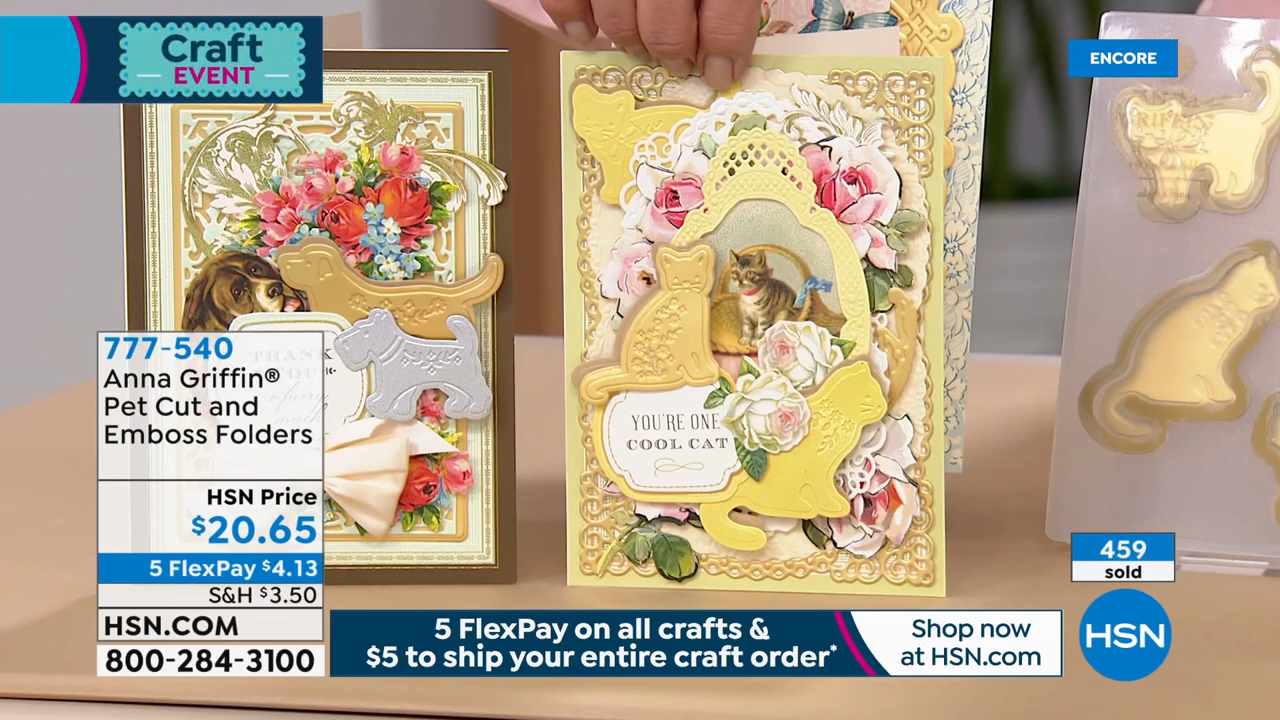 Craft
EVENT
ENCORE
THANK
YOU
YOU'RE ONE
COOL CAT
777-540
Anna Griffin®
Pet Cut and
Emboss Folders
HSN Price
$20.65
5 FlexPay $4.13
S&H $3.50
HSN.COM
800-284-3100
459
sold
5 FlexPay on all crafts &
$5 to ship your entire craft order*
Shop now
at HSN.com
HSN